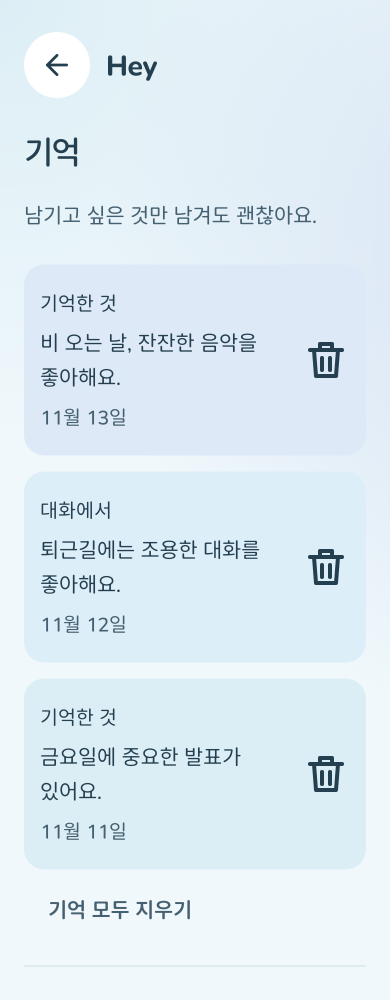 Hey
기억
남기고 싶은 것만 남겨도 괜찮아요.
기억한 것
비 오는 날, 잔잔한 음악을
좋아해요.
11월 13일
대화에서
퇴근길에는 조용한 대화를
좋아해요.
11월 12일
기억한 것
금요일에 중요한 발표가
있어요.
11월 11일
기억 모두 지우기